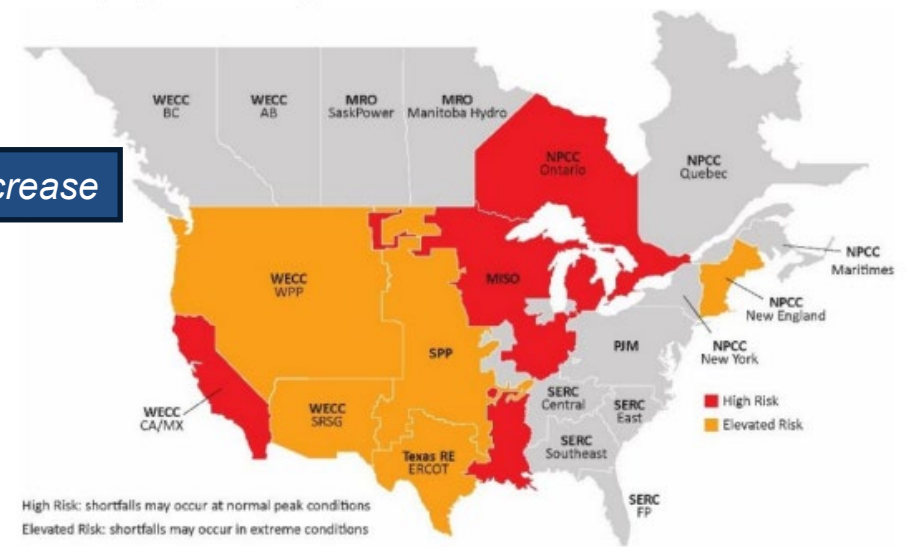 WECC
BC
WECC
AB
MRO
SaskPower
MRO
Manitoba Hydro
NPCC
Ontario
NPCC
Quebec
crease
NPCC
Maritimes
WECC
WPP
MISO
NPCC
New England
SPP
PJM
NPCC
New York
WECC
CA/MX
WECC
SRSG
SERC
Central
SERC
East
High Risk
Elevated Risk
SERC
Southeast
Texas RE
ERCOT
SERC
FP
High Risk: shortfalls may occur at normal peak conditions
Elevated Risk: shortfalls may occur in extreme conditions